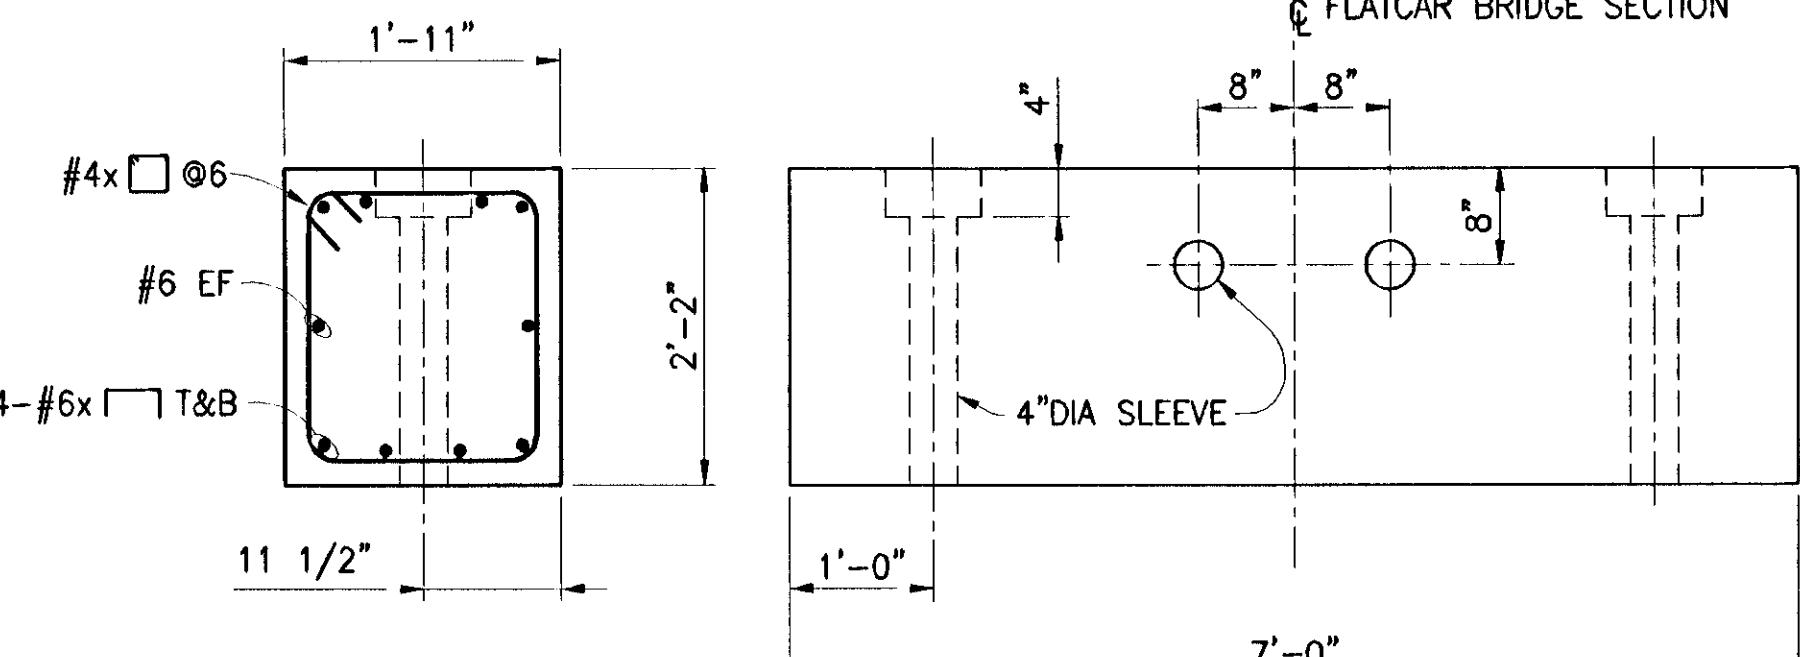 ℄ FLATCAR BRIDGE SECTION
1'-11"
8" 8"
4"
#4x @6
8"
#6 EF
2'-2"
4-#6x T&B
4"DIA SLEEVE
11 1/2"
1'-0"
7'-0"